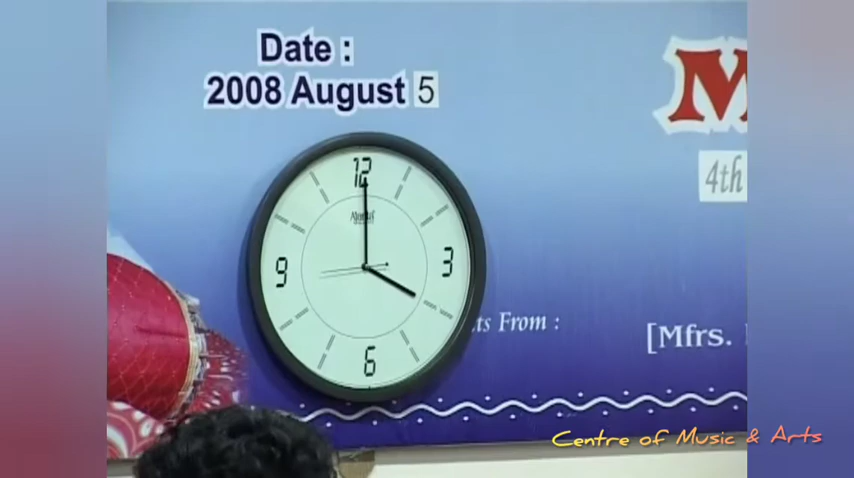 Date :
2008 August 5
M
4th
12
3
9
6
ts From :
[Mfrs.
Centre of Music & Arts